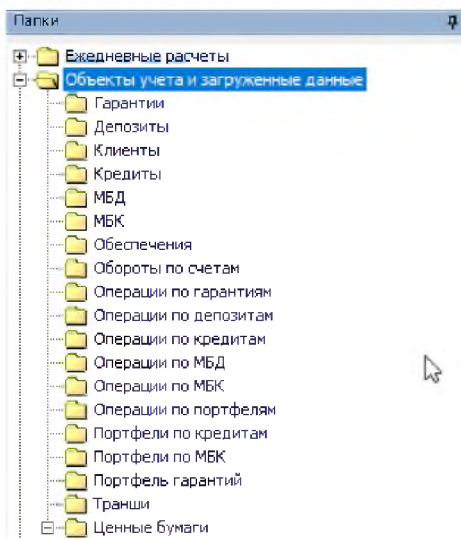 Папки
Ежедневные расчеты
Объекты учета и загруженные данные
Гарантии
Депозиты
Клиенты
Кредиты
МБД
МБК
Обеспечения
Обороты по счетам
Операции по гарантиям
Операции по депозитам
Операции по кредитам
Операции по МБД
Операции по МБК
Операции по портфелям
Портфели по кредитам
Портфели по МБК
Портфель гарантий
Транши
Ценные бумаги